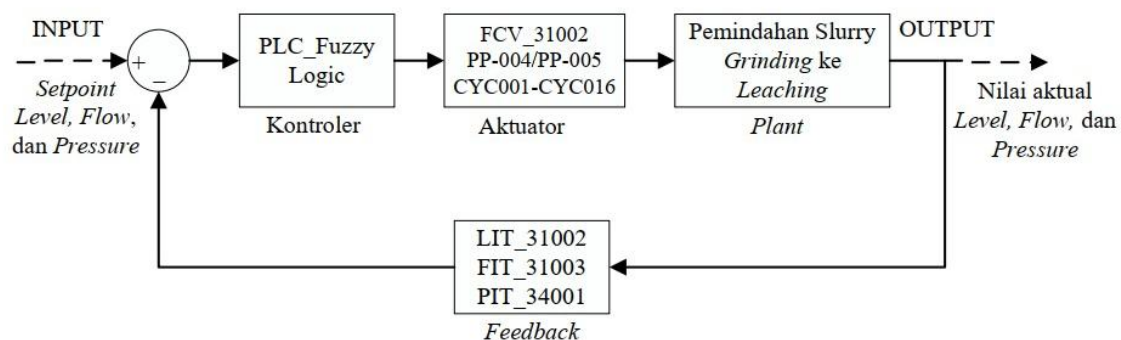 INPUT
+
−
Setpoint
Level, Flow,
dan Pressure
PLC_Fuzzy
Logic
Kontroler
FCV_31002
PP-004/PP-005
CYC001-CYC016
Aktuator
Pemindahan Slurry
Grinding ke
Leaching
Plant
OUTPUT
Nilai aktual
Level, Flow, dan
Pressure
LIT_31002
FIT_31003
PIT_34001
Feedback